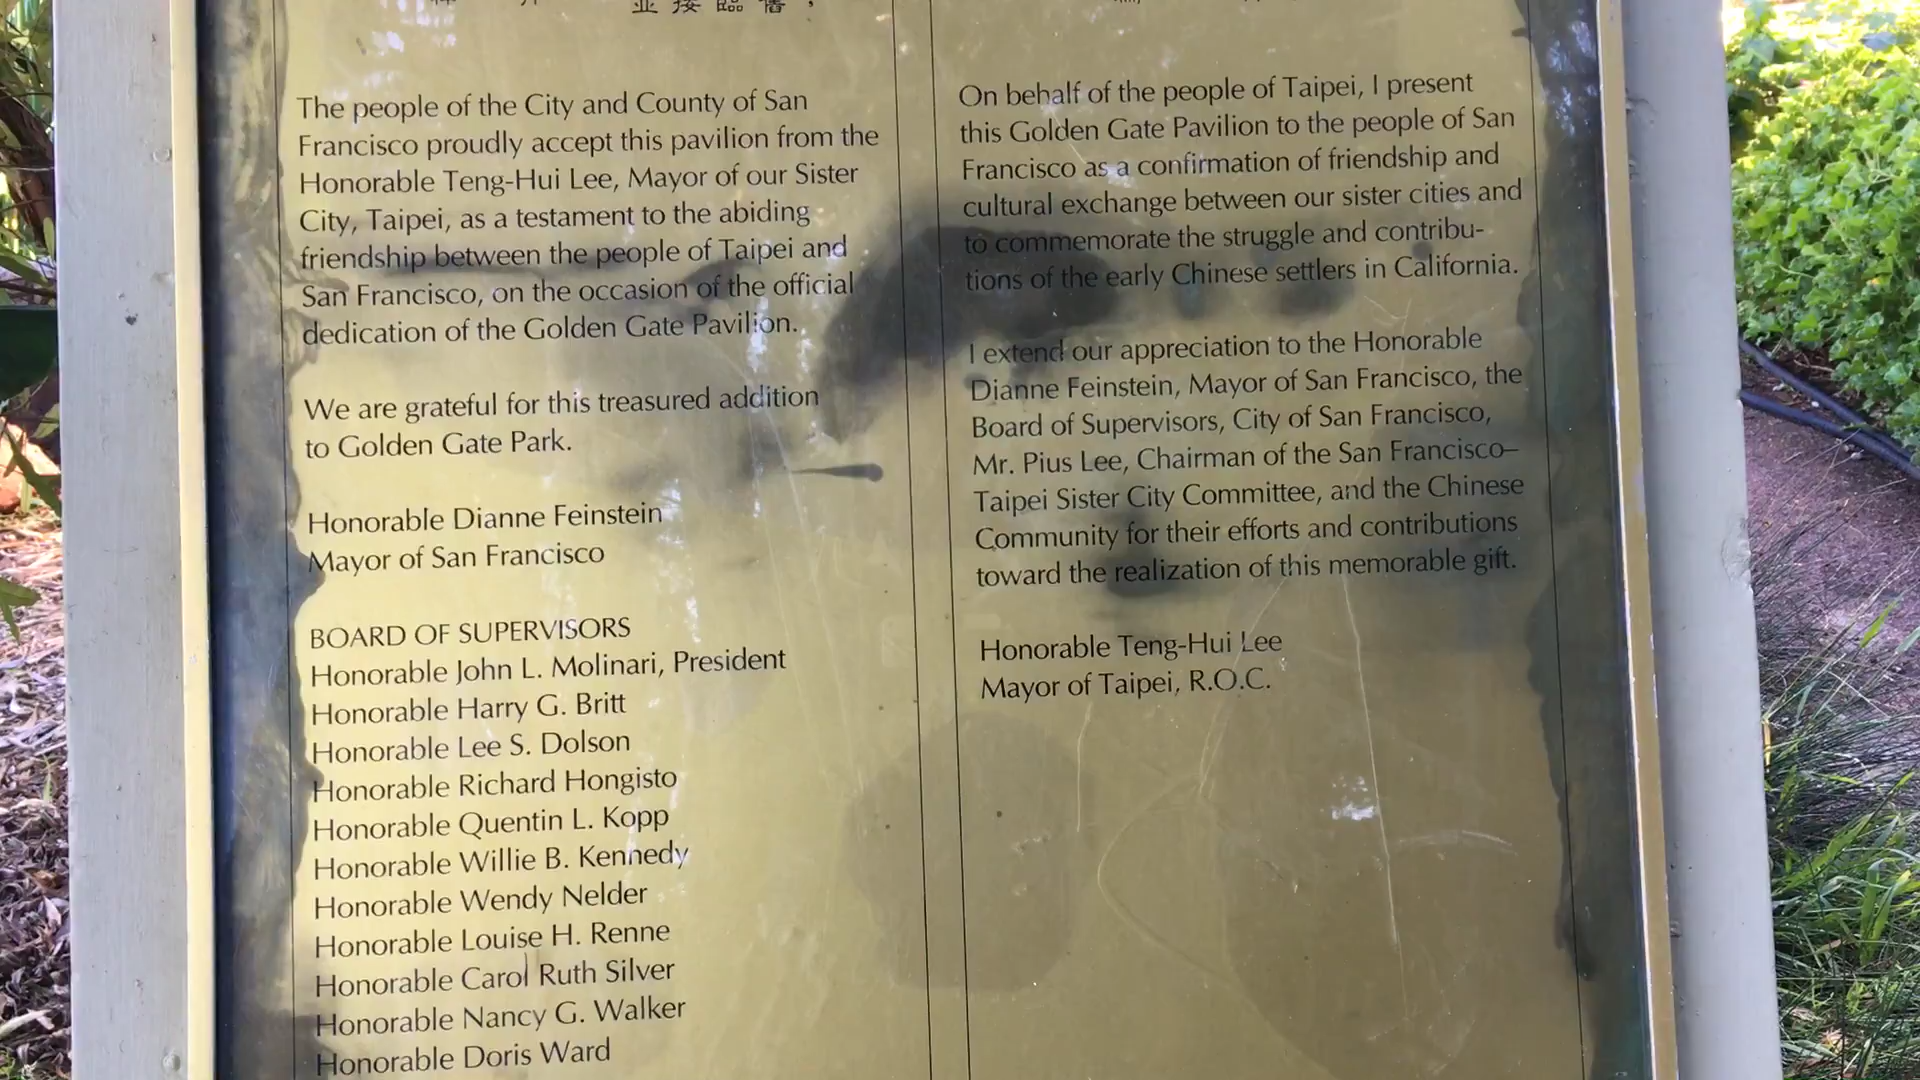 並接臨舊，
The people of the City and County of San
Francisco proudly accept this pavilion from the
Honorable Teng-Hui Lee, Mayor of our Sister
City, Taipei, as a testament to the abiding
friendship between the people of Taipei and
San Francisco, on the occasion of the official
dedication of the Golden Gate Pavilion.
We are grateful for this treasured addition
to Golden Gate Park.
Honorable Dianne Feinstein
Mayor of San Francisco
BOARD OF SUPERVISORS
Honorable John L. Molinari, President
Honorable Harry G. Britt
Honorable Lee S. Dolson
Honorable Richard Hongisto
Honorable Quentin L. Kopp
Honorable Willie B. Kennedy
Honorable Wendy Nelder
Honorable Louise H. Renne
Honorable Carol Ruth Silver
Honorable Nancy G. Walker
Honorable Doris Ward
On behalf of the people of Taipei, I present
this Golden Gate Pavilion to the people of San
Francisco as a confirmation of friendship and
cultural exchange between our sister cities and
to commemorate the struggle and contribu-
tions of the early Chinese settlers in California.
I extend our appreciation to the Honorable
Dianne Feinstein, Mayor of San Francisco, the
Board of Supervisors, City of San Francisco,
Mr. Pius Lee, Chairman of the San Francisco–
Taipei Sister City Committee, and the Chinese
Community for their efforts and contributions
toward the realization of this memorable gift.
Honorable Teng-Hui Lee
Mayor of Taipei, R.O.C.